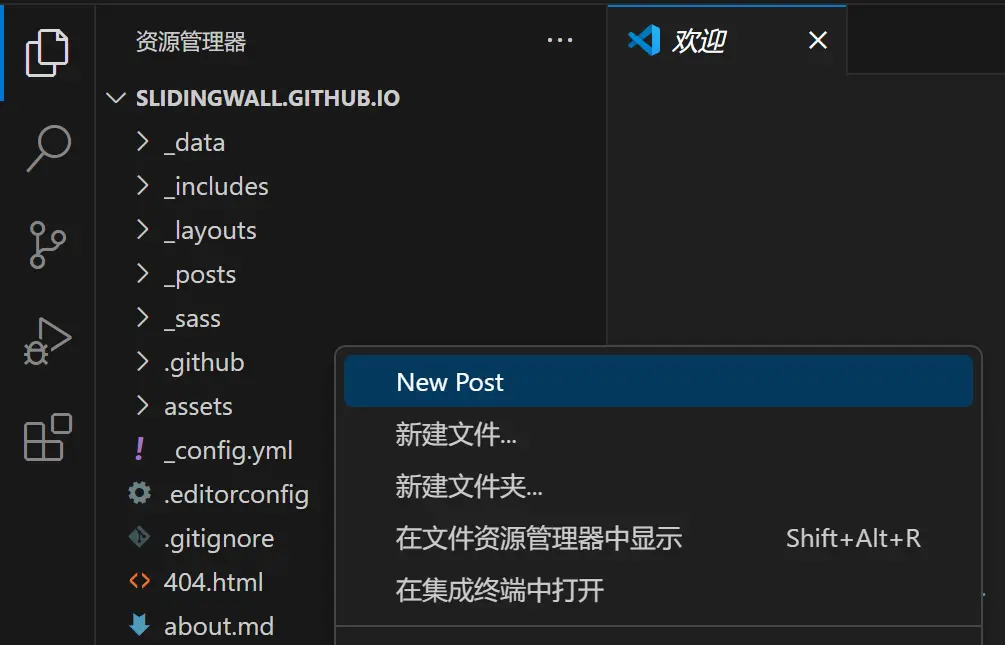 资源管理器
欢迎
SLIDINGWALL.GITHUB.IO
_data
_includes
_layouts
_posts
_sass
.github
assets
_config.yml
.editorconfig
.gitignore
404.html
about.md
New Post
新建文件...
新建文件夹...
在文件资源管理器中显示 Shift+Alt+R
在集成终端中打开